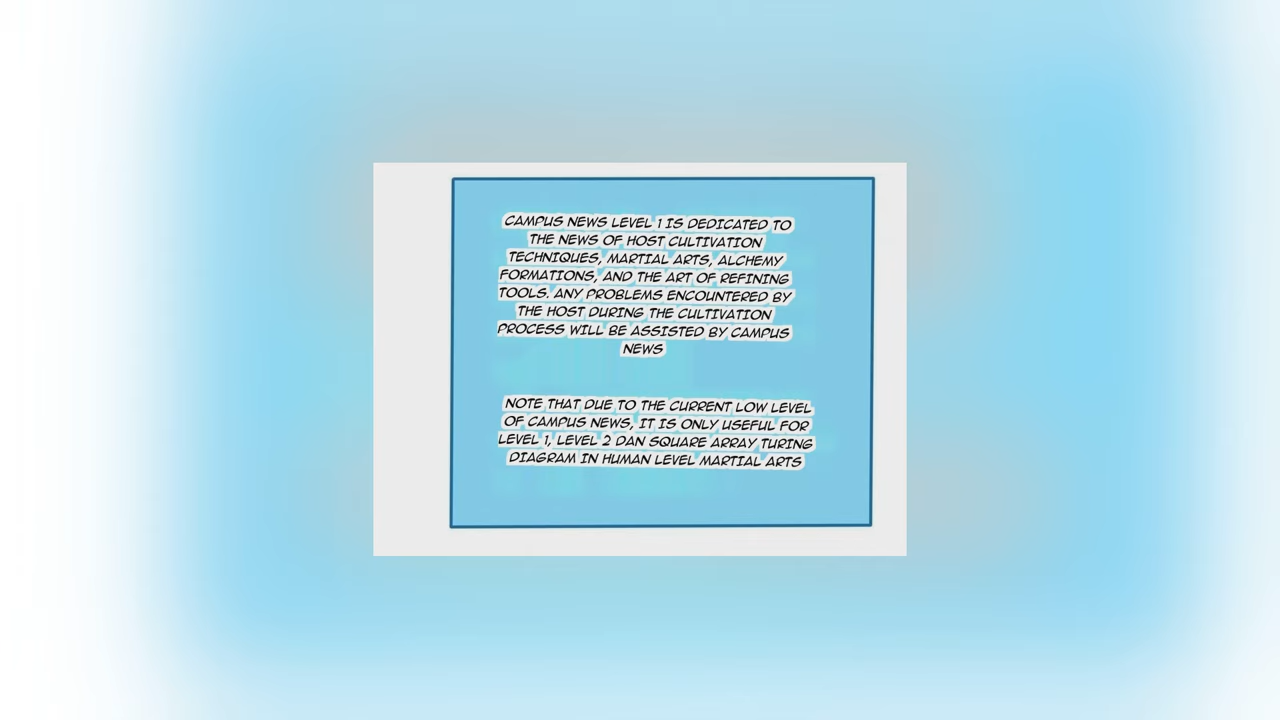 CAMPUS NEWS LEVEL 1 IS DEDICATED TO
THE NEWS OF HOST CULTIVATION
TECHNIQUES, MARTIAL ARTS, ALCHEMY
FORMATIONS, AND THE ART OF REFINING
TOOLS. ANY PROBLEMS ENCOUNTERED BY
THE HOST DURING THE CULTIVATION
PROCESS WILL BE ASSISTED BY CAMPUS
NEWS
NOTE THAT DUE TO THE CURRENT LOW LEVEL
OF CAMPUS NEWS, IT IS ONLY USEFUL FOR
LEVEL 1, LEVEL 2 DAN SQUARE ARRAY TURING
DIAGRAM IN HUMAN LEVEL MARTIAL ARTS